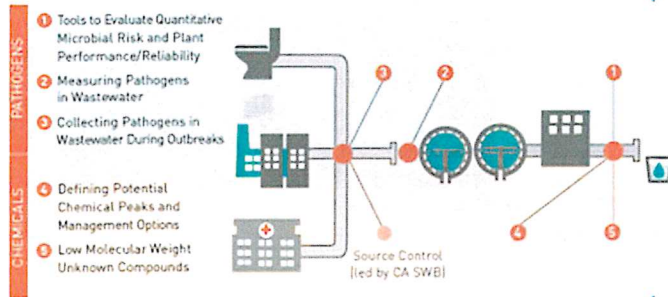 PATHOGENS
1 Tools to Evaluate Quantitative
Microbial Risk and Plant
Performance/Reliability
2 Measuring Pathogens
in Wastewater
3 Collecting Pathogens in
Wastewater During Outbreaks
CHEMICALS
4 Defining Potential
Chemical Peaks and
Management Options
5 Low Molecular Weight
Unknown Compounds
3
2
1
4
5
Source Control
(led by CA SWB)